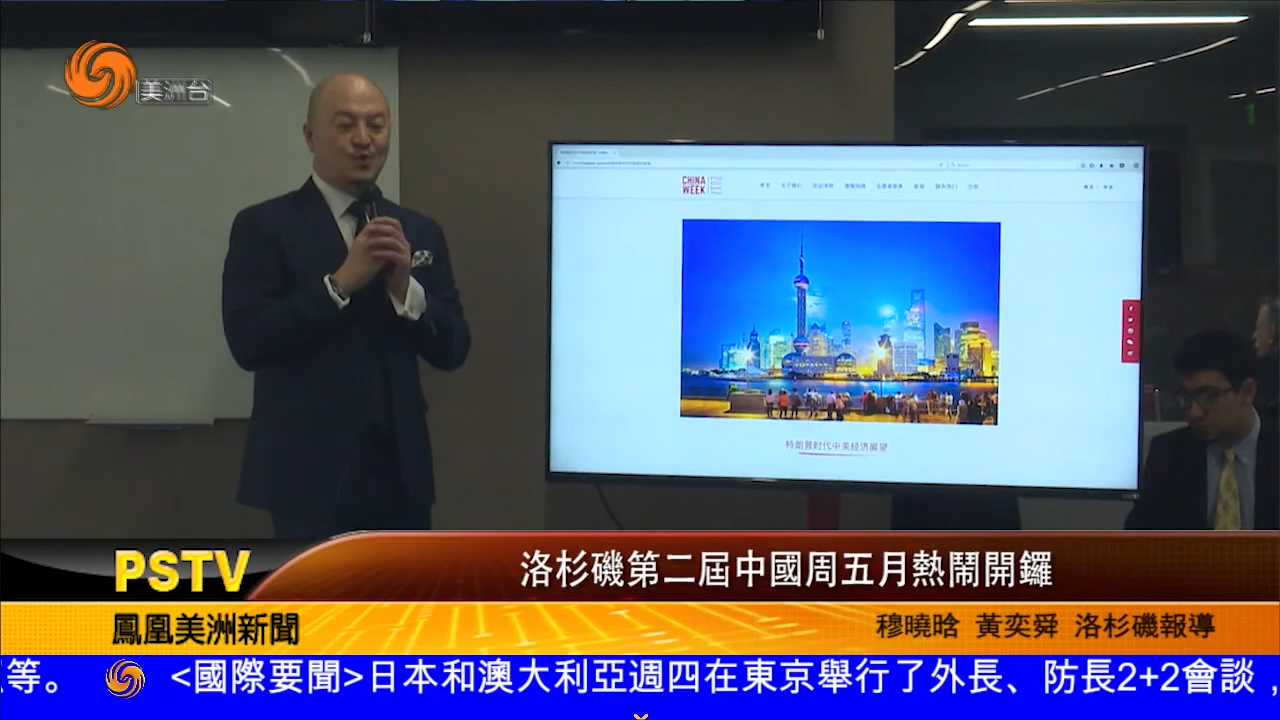 美洲台
CHINA
WEEK
特朗普时代中美经济展望
PSTV
洛杉磯第二屆中國周五月熱鬧開鑼
鳳凰美洲新聞
穆曉晗 黃奕舜 洛杉磯報導
等。 <國際要聞>日本和澳大利亞週四在東京舉行了外長、防長2+2會談，